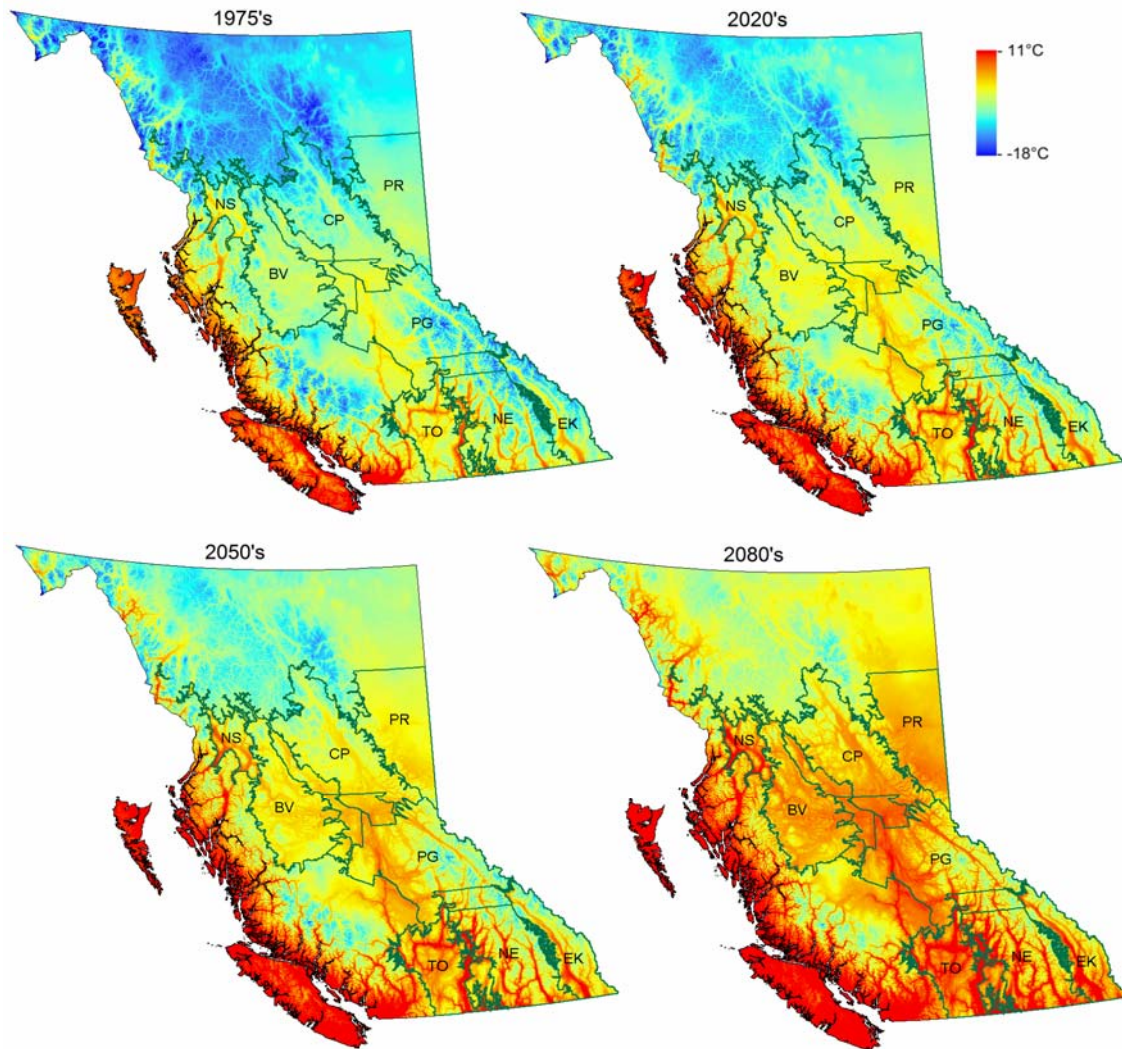 1975's
2020's
11°C
-18°C
PR
NS
CP
BV
PG
NE
EK
TO
PR
NS
CP
BV
PG
NE
EK
TO
2050's
2080's
PR
NS
CP
BV
PG
NE
EK
TO
PR
NS
CP
BV
PG
NE
EK
TO